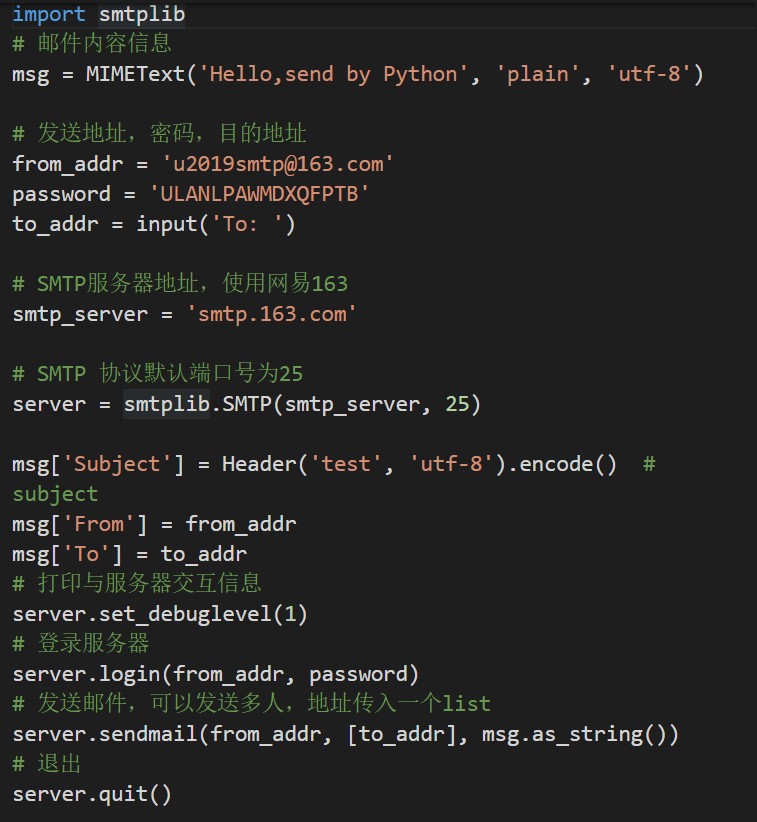 import smtplib
# 邮件内容信息
msg = MIMEText('Hello,send by Python', 'plain', 'utf-8')
# 发送地址，密码，目的地址
from_addr = 'u2019smtp@163.com'
password = 'ULANLPAWMDXQFPTB'
to_addr = input('To: ')
# SMTP服务器地址，使用网易163
smtp_server = 'smtp.163.com'
# SMTP 协议默认端口号为25
server = smtplib.SMTP(smtp_server, 25)
msg['Subject'] = Header('test', 'utf-8').encode()  #
subject
msg['From'] = from_addr
msg['To'] = to_addr
# 打印与服务器交互信息
server.set_debuglevel(1)
# 登录服务器
server.login(from_addr, password)
# 发送邮件，可以发送多人，地址传入一个list
server.sendmail(from_addr, [to_addr], msg.as_string())
# 退出
server.quit()